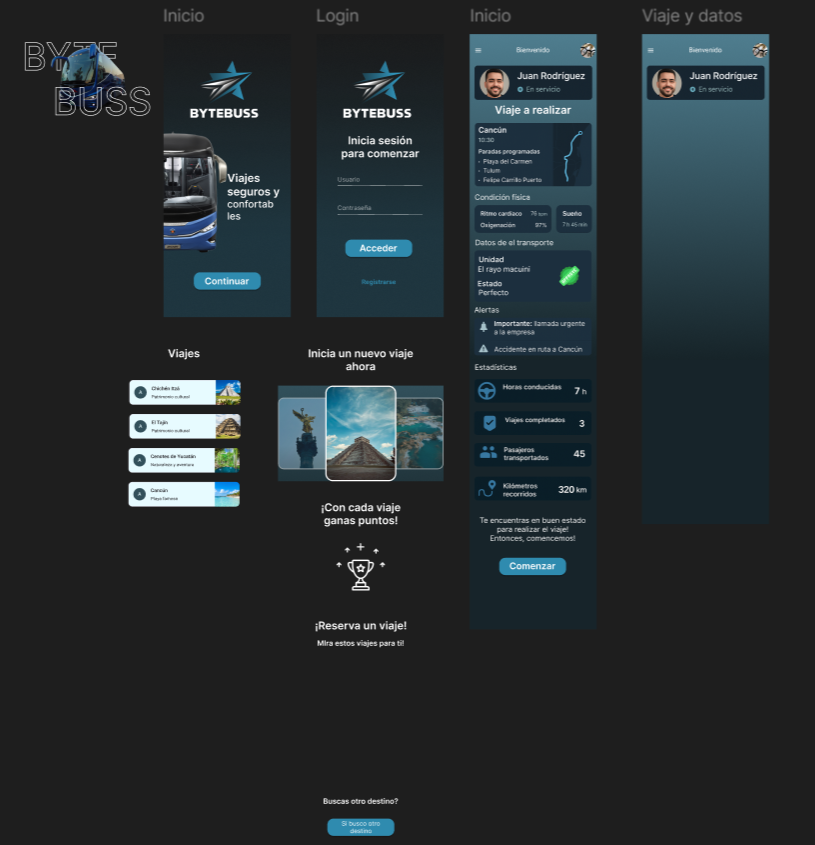 Inicio
Login
Inicio
Viaje y datos
BYTE
BUSS
BYTEBUSS
Viajes
seguros y
confortab
les
Continuar
BYTEBUSS
Inicia sesión
para comenzar
Usuario
Contraseña
Acceder
Registrarse
Bienvenido
Juan Rodríguez
En servicio
Viaje a realizar
Cancún
10:30
Paradas programadas
- Playa del Carmen
- Tulum
- Felipe Carrillo Puerto
Condición física
Ritmo cardíaco 76 bpm
Oxigenación 97%
Sueño
7 h 45 min
Datos de el transporte
Unidad
El rayo macuini
Estado
Perfecto
Alertas
Importante: llamada urgente
a la empresa
Accidente en ruta a Cancún
Estadísticas
Horas conducidas 7 h
Viajes completados 3
Pasajeros
transportados 45
Kilómetros
recorridos 320 km
Te encuentras en buen estado
para realizar el viaje!
Entonces, comencemos!
Comenzar
Bienvenido
Juan Rodríguez
En servicio
Viajes
A
Chichén Itzá
Patrimonio cultural
A
El Tajín
Patrimonio cultural
A
Cenotes de Yucatán
Naturaleza y aventura
A
Cancún
Playa famosa
Inicia un nuevo viaje
ahora
¡Con cada viaje
ganas puntos!
¡Reserva un viaje!
MIra estos viajes para ti!
Buscas otro destino?
Si busco otro
destino